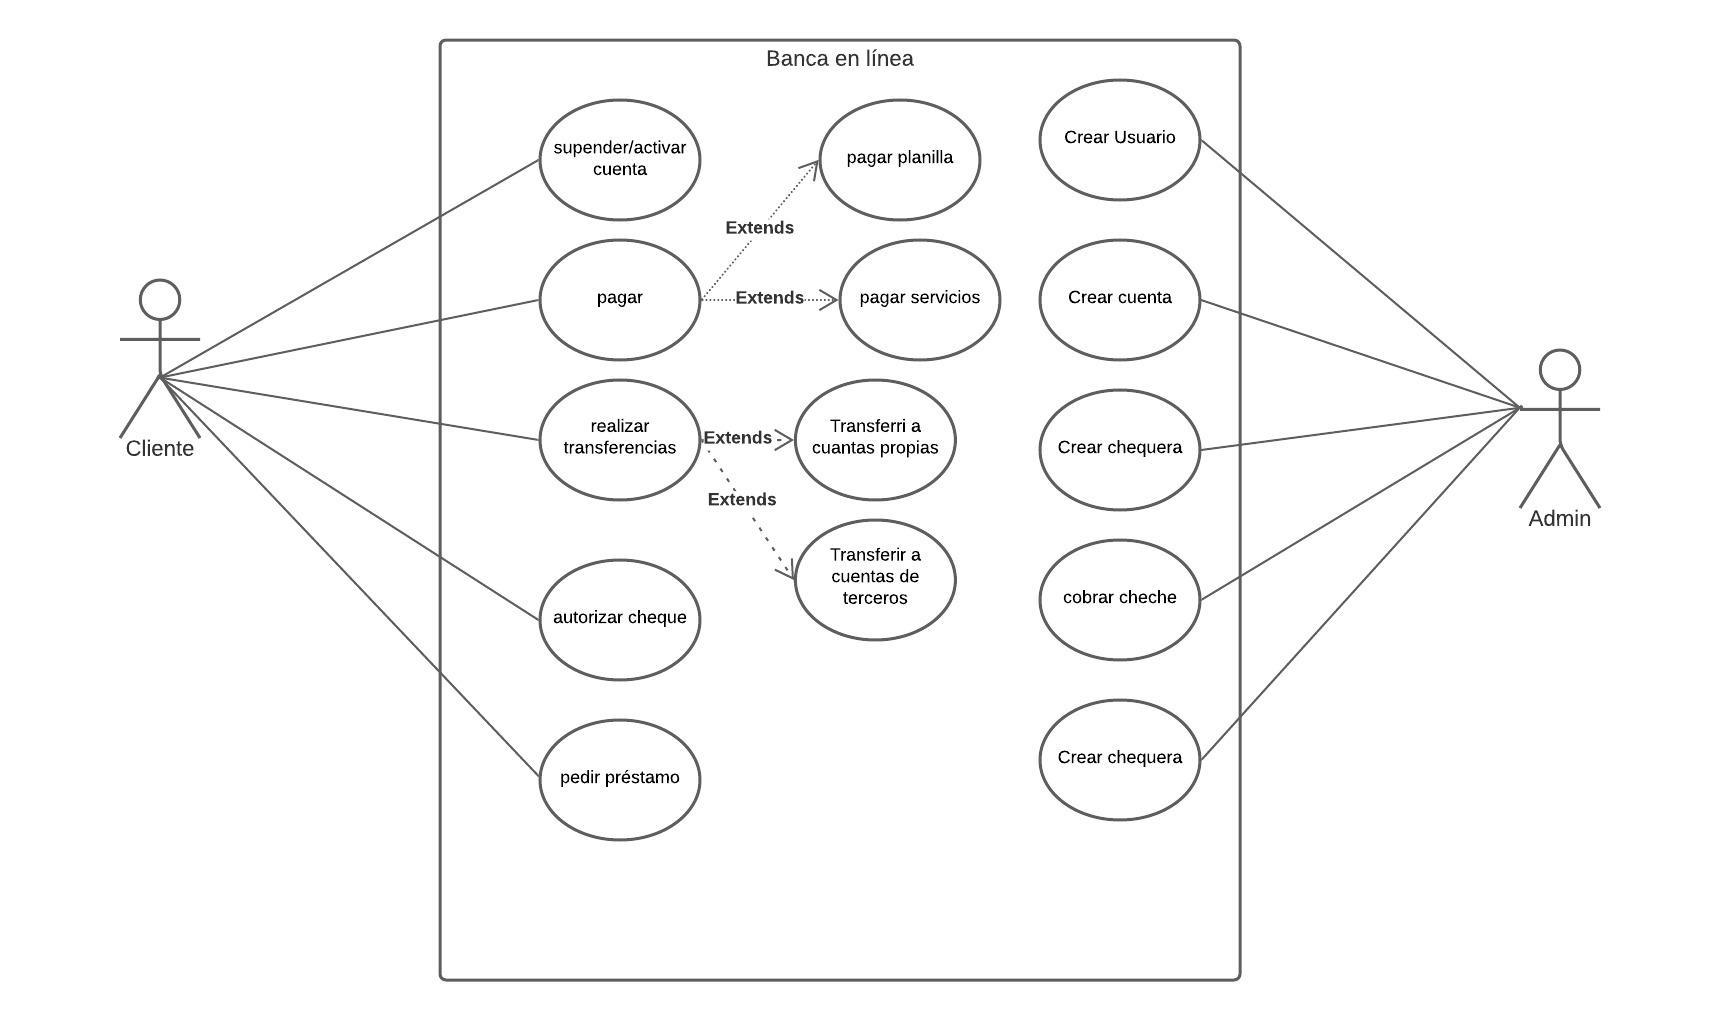 Banca en línea
supender/activar
cuenta
pagar planilla
Crear Usuario
Extends
pagar
Extends
pagar servicios
Crear cuenta
Cliente
realizar
transferencias
Extends
Transferri a
cuantas propias
Crear chequera
Extends
Admin
Transferir a
cuentas de
terceros
autorizar cheque
cobrar cheche
pedir préstamo
Crear chequera